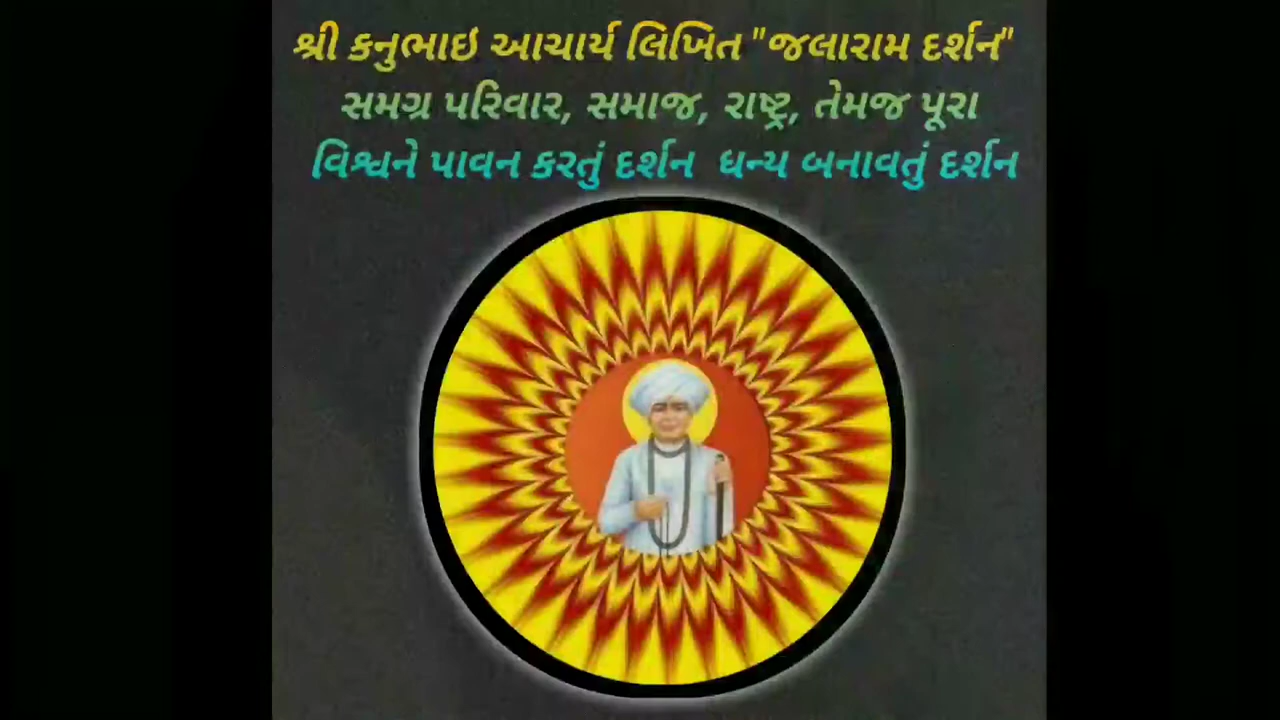 શ્રી કનુભાઇ આચાર્ય લિખિત "જલારામ દર્શન"
સમગ્ર પરિવાર, સમાજ, રાષ્ટ્ર, તેમજ પૂરા
વિશ્વને પાવન કરતું દર્શન ધન્ય બનાવતું દર્શન